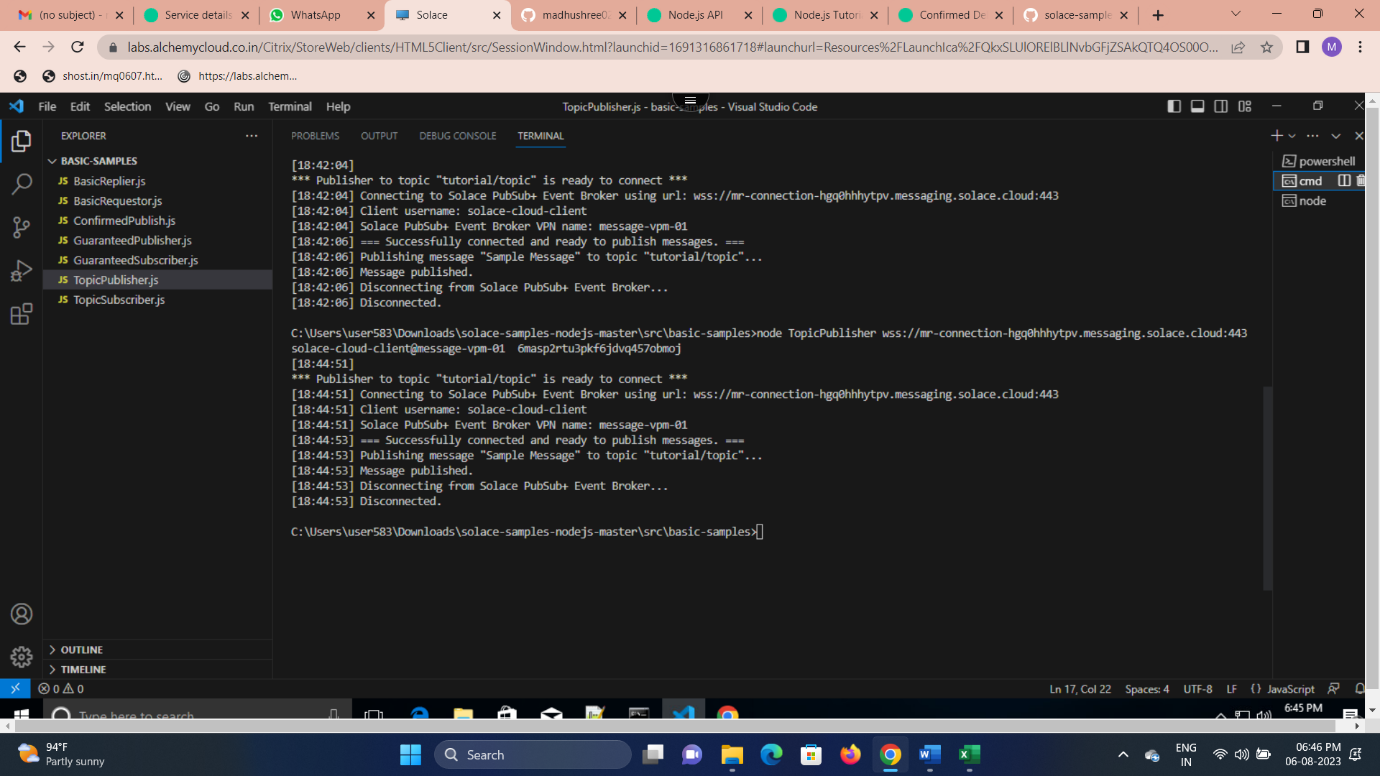 (no subject) -
Service details
WhatsApp
Solace
madhushree02
Node.js API
Node.js Tutori
Confirmed De
solace-sample
labs.alchemycloud.co.in/Citrix/StoreWeb/clients/HTML5Client/src/SessionWindow.html?launchid=1691316861718#launchurl=Resources%2FLaunchIca%2FQkxSLUlORElBLlNvbGFjZSAkQTQ4OS00O...
M
shost.in/mq0607.ht...
https://labs.alchem...
File Edit Selection View Go Run Terminal Help
TopicPublisher.js - basic-samples - Visual Studio Code
EXPLORER
BASIC-SAMPLES
JS BasicReplier.js
JS BasicRequestor.js
JS ConfirmedPublish.js
JS GuaranteedPublisher.js
JS GuaranteedSubscriber.js
JS TopicPublisher.js
JS TopicSubscriber.js
OUTLINE
TIMELINE
PROBLEMS OUTPUT DEBUG CONSOLE TERMINAL
powershell
cmd
node
[18:42:04]
*** Publisher to topic "tutorial/topic" is ready to connect ***
[18:42:04] Connecting to Solace PubSub+ Event Broker using url: wss://mr-connection-hgq0hhhytpv.messaging.solace.cloud:443
[18:42:04] Client username: solace-cloud-client
[18:42:04] Solace PubSub+ Event Broker VPN name: message-vpm-01
[18:42:06] === Successfully connected and ready to publish messages. ===
[18:42:06] Publishing message "Sample Message" to topic "tutorial/topic"...
[18:42:06] Message published.
[18:42:06] Disconnecting from Solace PubSub+ Event Broker...
[18:42:06] Disconnected.
C:\Users\user583\Downloads\solace-samples-nodejs-master\src\basic-samples>node TopicPublisher wss://mr-connection-hgq0hhhytpv.messaging.solace.cloud:443
solace-cloud-client@message-vpm-01 6masp2rtu3pkf6jdvq457obmoj
[18:44:51]
*** Publisher to topic "tutorial/topic" is ready to connect ***
[18:44:51] Connecting to Solace PubSub+ Event Broker using url: wss://mr-connection-hgq0hhhytpv.messaging.solace.cloud:443
[18:44:51] Client username: solace-cloud-client
[18:44:51] Solace PubSub+ Event Broker VPN name: message-vpm-01
[18:44:53] === Successfully connected and ready to publish messages. ===
[18:44:53] Publishing message "Sample Message" to topic "tutorial/topic"...
[18:44:53] Message published.
[18:44:53] Disconnecting from Solace PubSub+ Event Broker...
[18:44:53] Disconnected.
C:\Users\user583\Downloads\solace-samples-nodejs-master\src\basic-samples>
0 0
Ln 17, Col 22 Spaces: 4 UTF-8 LF {} JavaScript
Type here to search
6:45 PM
94°F
Partly sunny
Search
ENG
IN
06:46 PM
06-08-2023